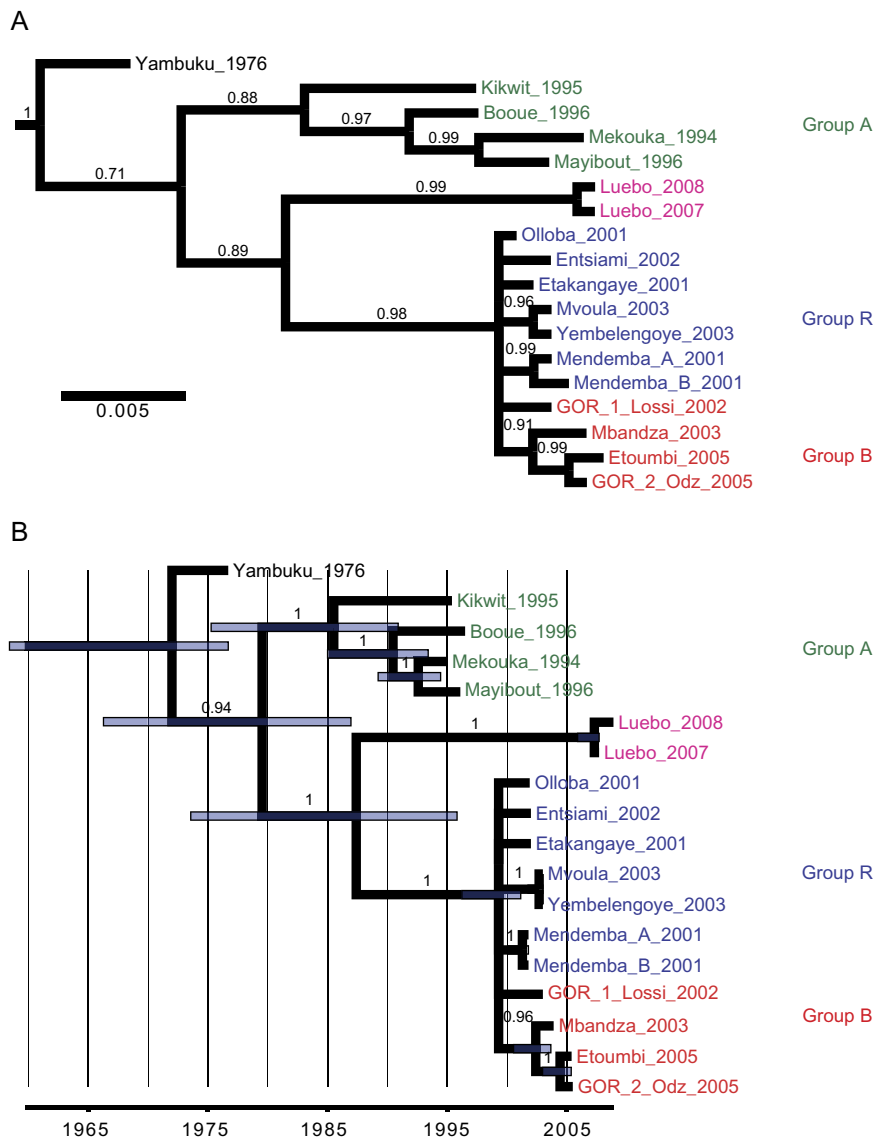 A
Yambuku_1976
Kikwit_1995
0.88
Booue_1996
1
0.97
Group A
Mekouka_1994
0.99
Mayibout_1996
0.71
0.99
Luebo_2008
Luebo_2007
Olloba_2001
0.89
Entsiami_2002
Etakangaye_2001
0.96
Mvoula_2003
Group R
0.98
Yembelengoye_2003
0.99
Mendemba_A_2001
Mendemba_B_2001
0.005
GOR_1_Lossi_2002
0.91
Mbandza_2003
0.99
Etoumbi_2005
Group B
GOR_2_Odz_2005
B
Yambuku_1976
Kikwit_1995
1
Booue_1996
1
Group A
Mekouka_1994
1
Mayibout_1996
0.94
1
Luebo_2008
Luebo_2007
Olloba_2001
1
Entsiami_2002
Etakangaye_2001
1
Mvoula_2003
Group R
1
Yembelengoye_2003
1
Mendemba_A_2001
Mendemba_B_2001
GOR_1_Lossi_2002
0.96
Mbandza_2003
Group B
1
Etoumbi_2005
GOR_2_Odz_2005
1965 1975 1985 1995 2005